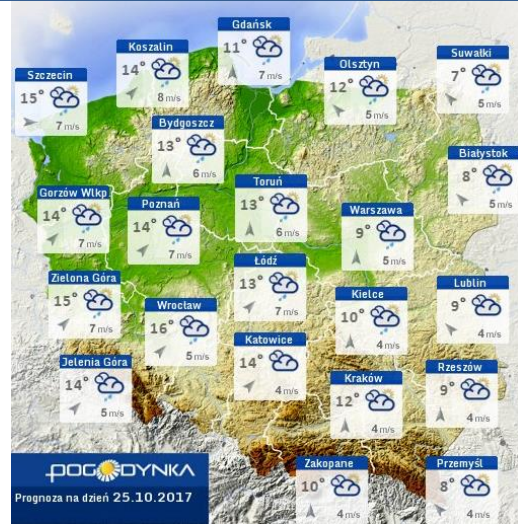 Gdańsk
11°
7 m/s
Koszalin
14°
8 m/s
Szczecin
15°
7 m/s
Olsztyn
12°
5 m/s
Suwałki
7°
5 m/s
Bydgoszcz
13°
6 m/s
Białystok
8°
5 m/s
Gorzów Wlkp
14°
7 m/s
Poznań
14°
7 m/s
Toruń
13°
6 m/s
Warszawa
9°
5 m/s
Łódź
13°
7 m/s
Zielona Góra
15°
7 m/s
Wrocław
16°
5 m/s
Kielce
10°
4 m/s
Lublin
9°
4 m/s
Jelenia Góra
14°
5 m/s
Katowice
14°
4 m/s
Kraków
12°
4 m/s
Rzeszów
9°
4 m/s
Zakopane
10°
4 m/s
Przemyśl
8°
4 m/s
POGODYNKA
Prognoza na dzień 25.10.2017